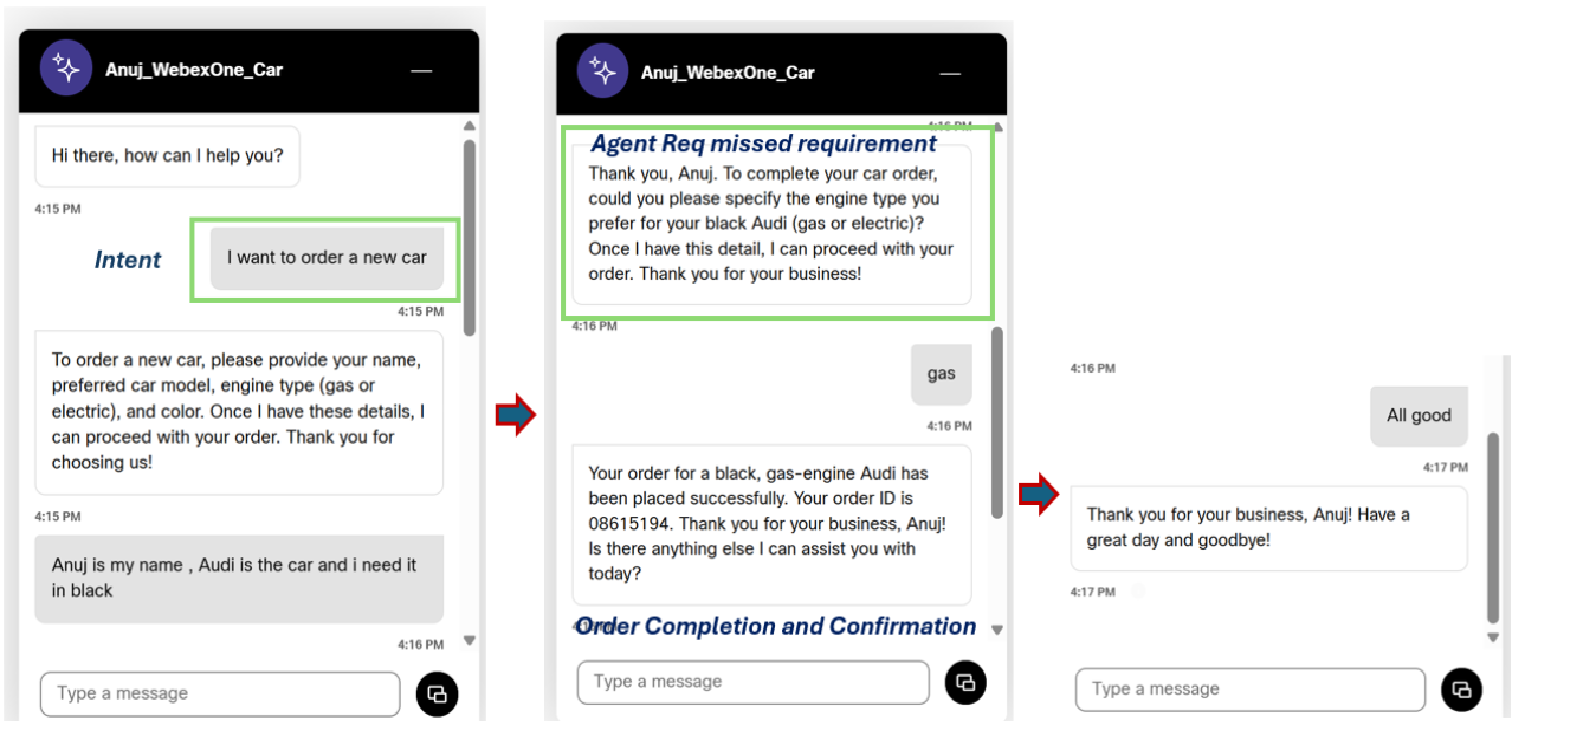 Anuj_WebexOne_Car
Hi there, how can I help you?
4:15 PM
Intent
I want to order a new car
4:15 PM
To order a new car, please provide your name,
preferred car model, engine type (gas or
electric), and color. Once I have these details, I
can proceed with your order. Thank you for
choosing us!
4:15 PM
Anuj is my name , Audi is the car and i need it
in black
4:16 PM
Type a message
Anuj_WebexOne_Car
4:16 PM
Agent Req missed requirement
Thank you, Anuj. To complete your car order,
could you please specify the engine type you
prefer for your black Audi (gas or electric)?
Once I have this detail, I can proceed with your
order. Thank you for your business!
4:16 PM
gas
4:16 PM
Your order for a black, gas-engine Audi has
been placed successfully. Your order ID is
08615194. Thank you for your business, Anuj!
Is there anything else I can assist you with
today?
Order Completion and Confirmation
Type a message
4:16 PM
All good
4:17 PM
Thank you for your business, Anuj! Have a
great day and goodbye!
4:17 PM
Type a message